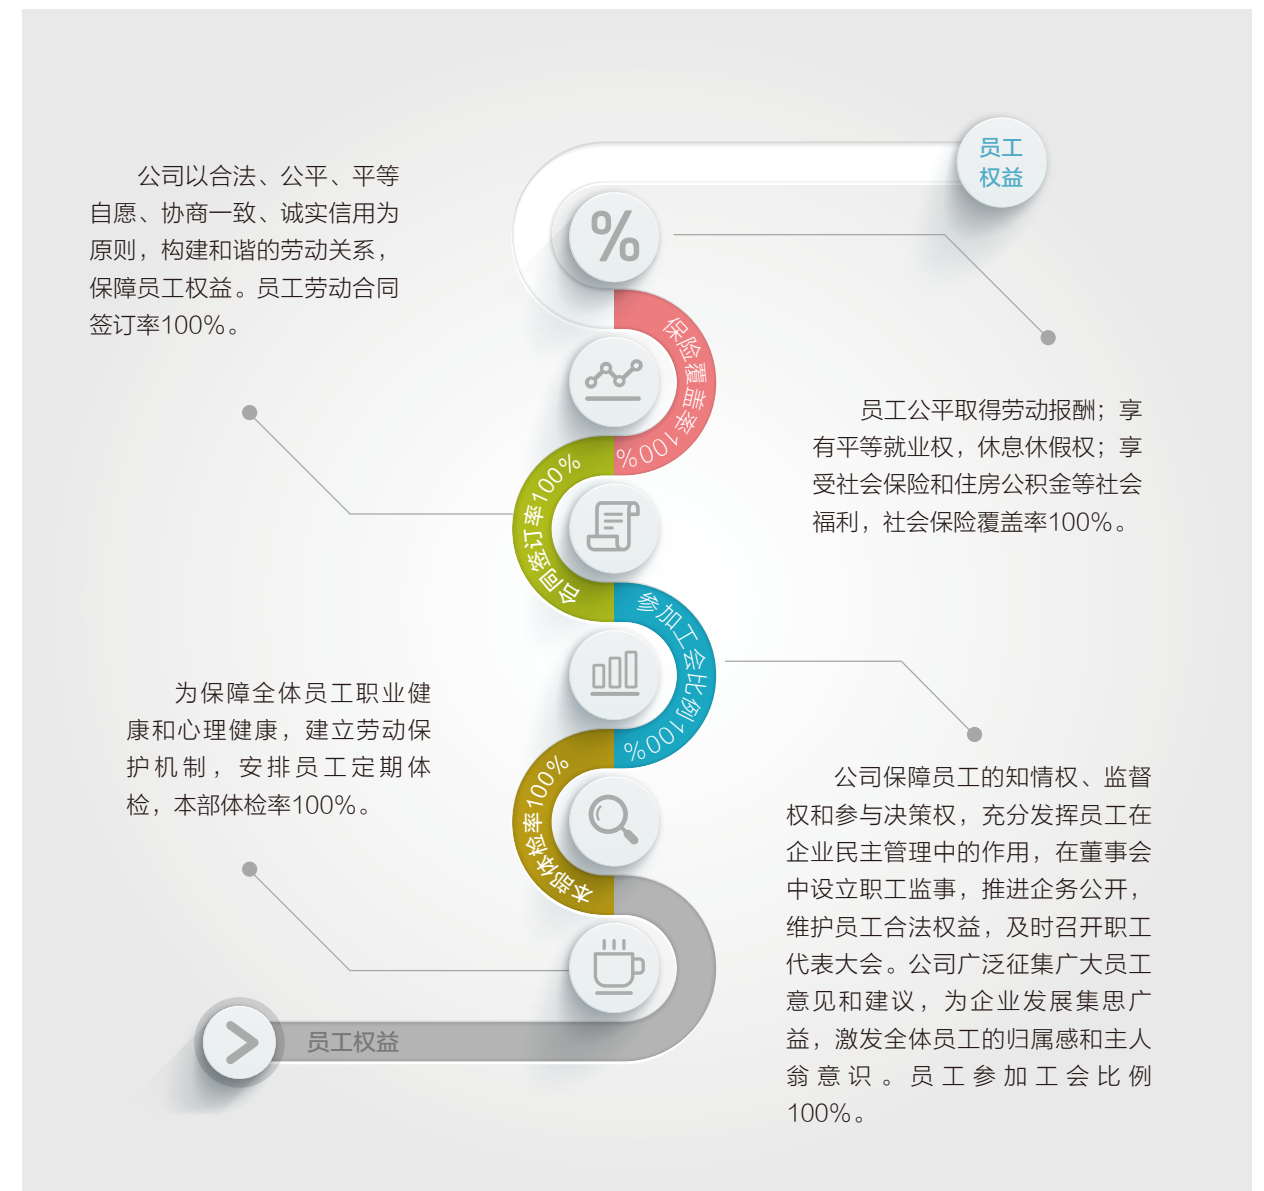 员工
权益
公司以合法、公平、平等
自愿、协商一致、诚实信用为
原则，构建和谐的劳动关系，
保障员工权益。员工劳动合同
签订率100%。
%
保险覆盖率100%
员工公平取得劳动报酬；享
有平等就业权，休息休假权；享
受社会保险和住房公积金等社会
福利，社会保险覆盖率100%。
合同签订率100%
参加工会比例100%
为保障全体员工职业健
康和心理健康，建立劳动保
护机制，安排员工定期体
检，本部体检率100%。
本部体检率100%
公司保障员工的知情权、监督
权和参与决策权，充分发挥员工在
企业民主管理中的作用，在董事会
中设立职工监事，推进企务公开，
维护员工合法权益，及时召开职工
代表大会。公司广泛征集广大员工
意见和建议，为企业发展集思广
益，激发全体员工的归属感和主人
翁意识。员工参加工会比例
100%。
员工权益